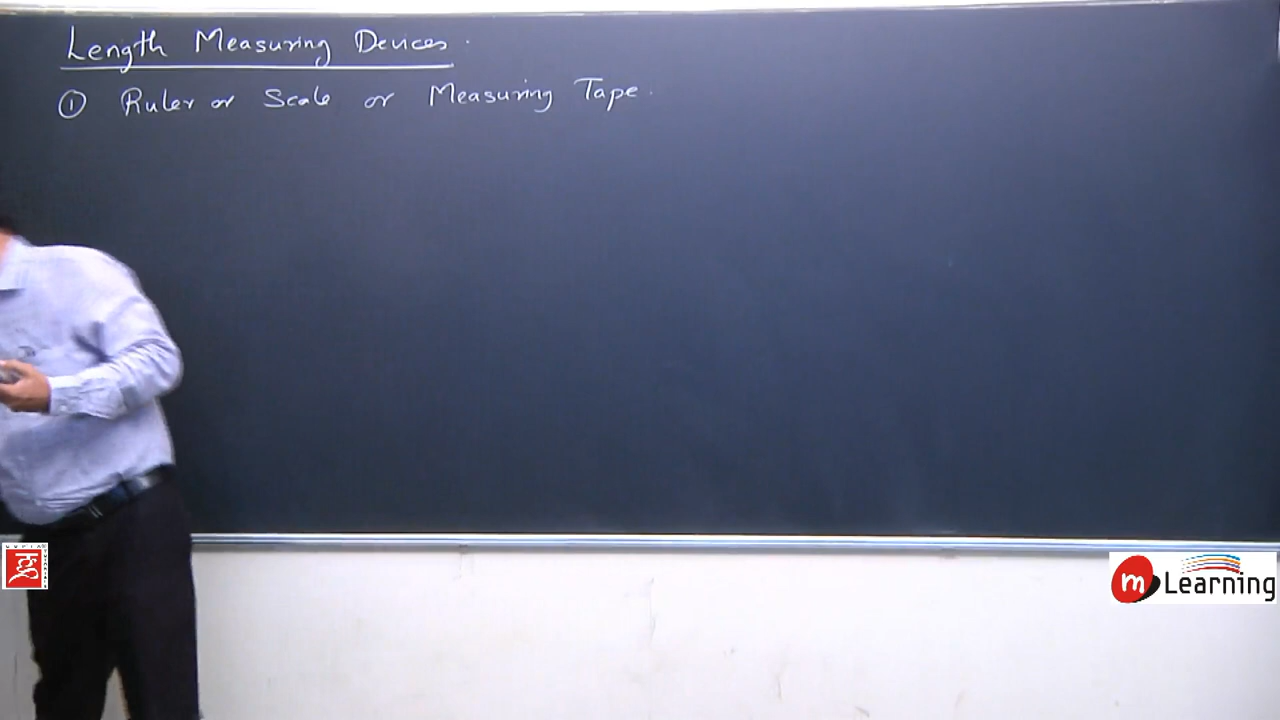 Length Measuring Devices.
① Ruler or Scale or Measuring Tape.
m Learning